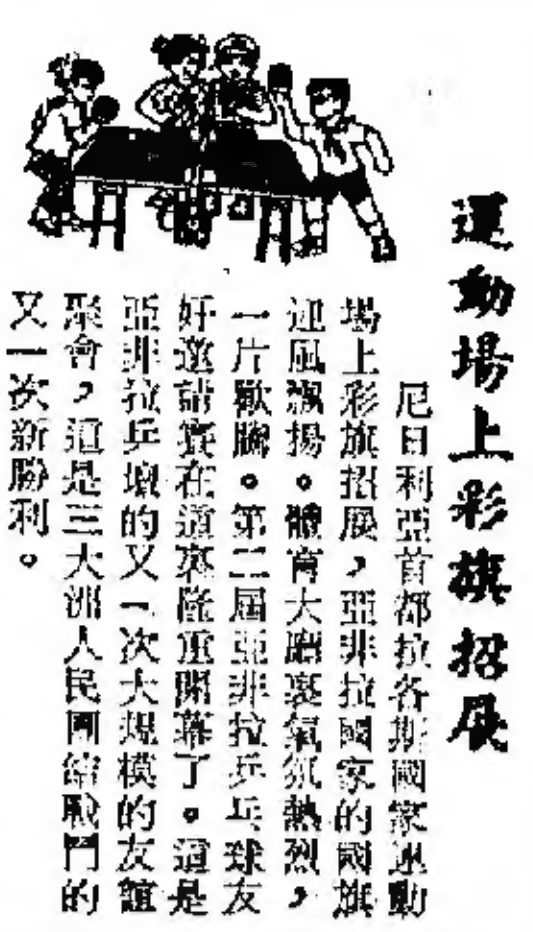 運動場上彩旗招展
尼日利亞首都拉各斯國家運動
場上彩旗招展，亞非拉國家的國旗
迎風飄揚。體育大廳裏氣氛熱烈，
一片歡騰。第二屆亞非拉乒乓球友
好邀請賽在這裏隆重開幕了。這是
亞非拉乒壇的又一次大規模的友誼
聚會，這是三大洲人民團結戰鬥的
又一次新勝利。